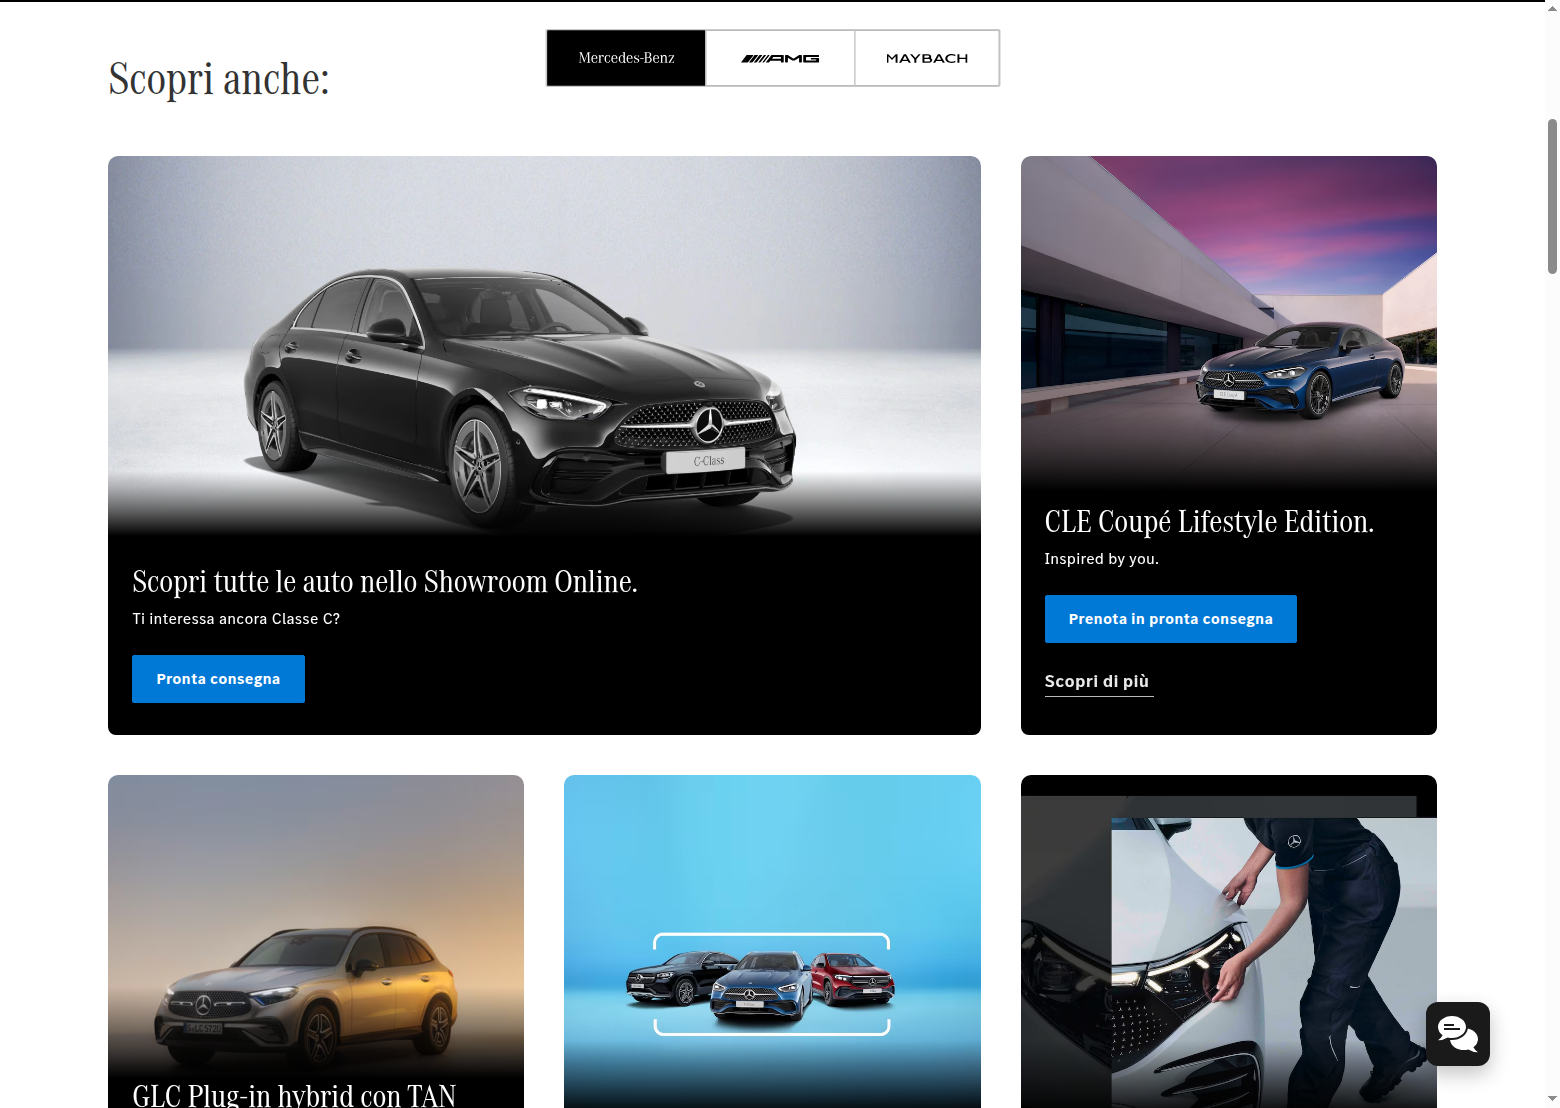 Scopri anche:
Mercedes-Benz
AMG
MAYBACH
C-Class
Scopri tutte le auto nello Showroom Online.
Ti interessa ancora Classe C?
Pronta consegna
CLE Coupé Lifestyle Edition.
Inspired by you.
Prenota in pronta consegna
Scopri di più
GLC Plug-in hybrid con TAN